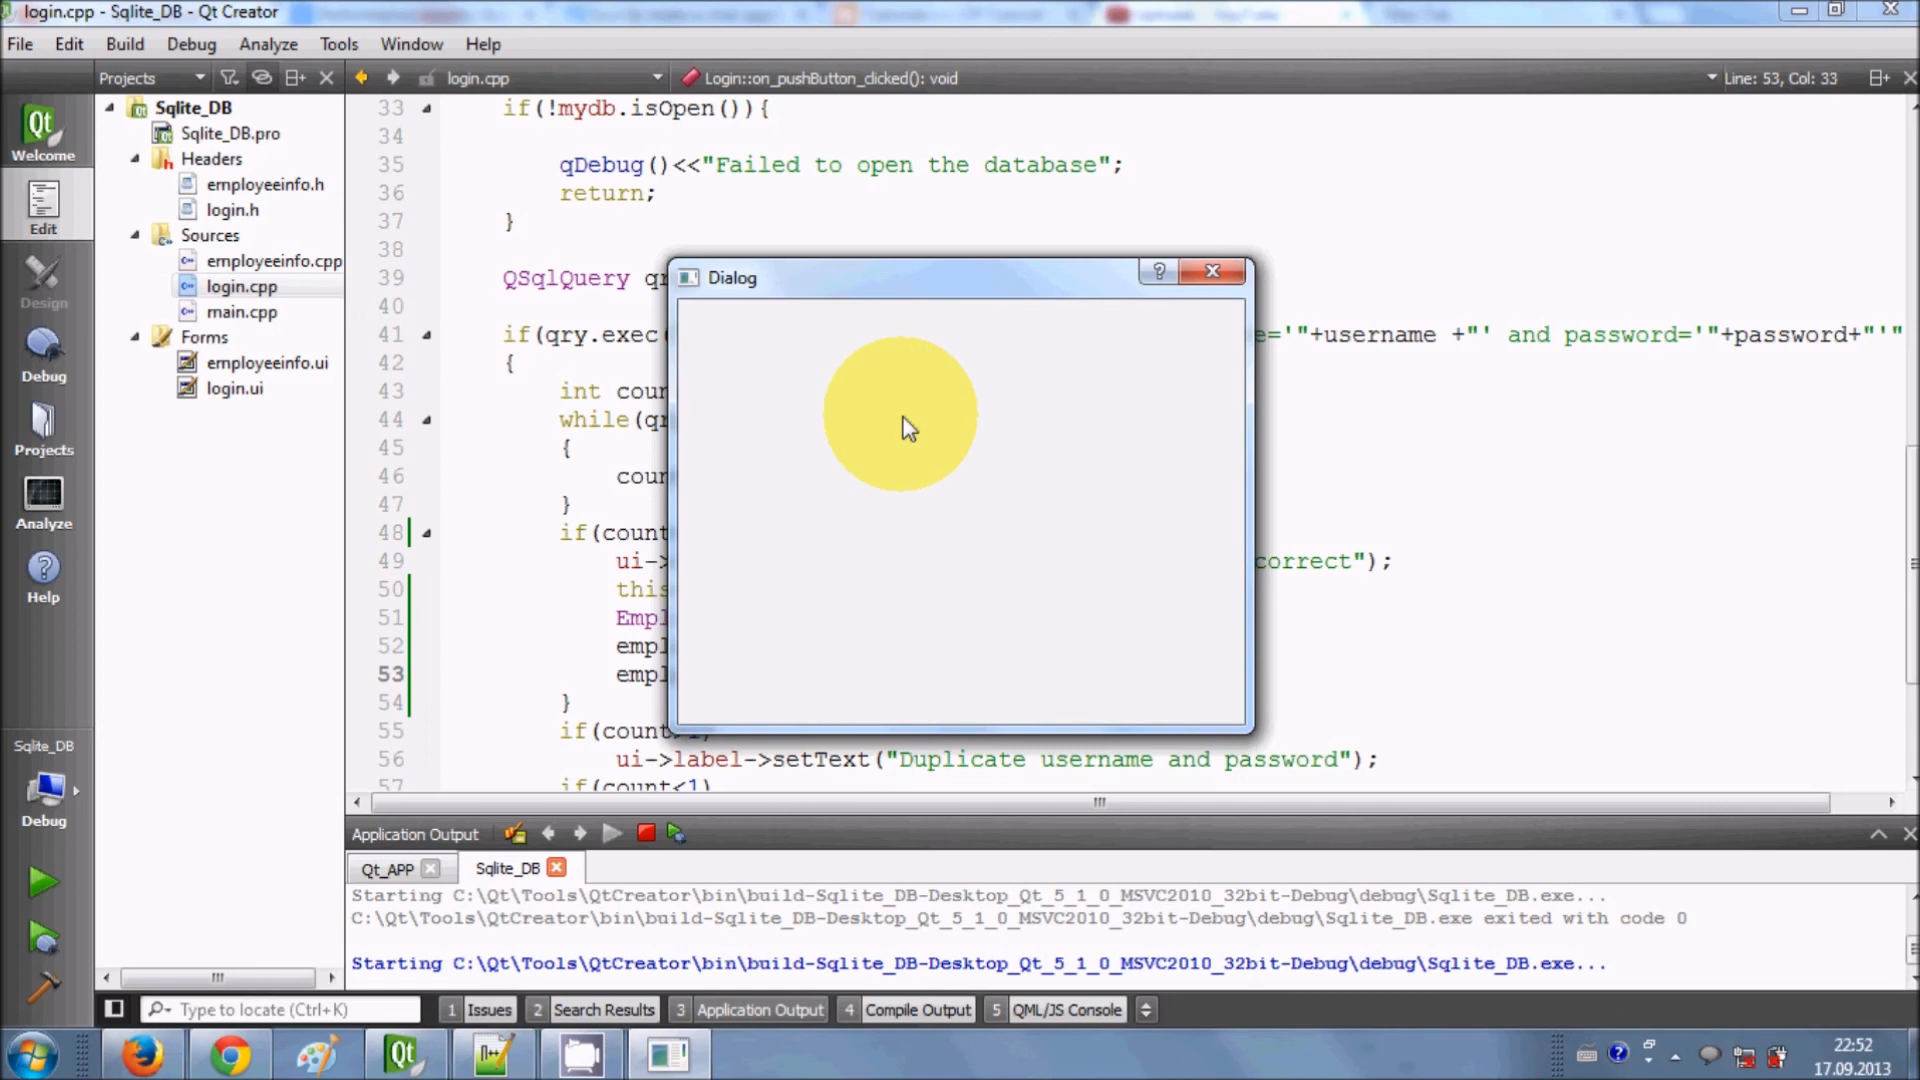 login.cpp - Sqlite_DB - Qt Creator
File Edit Build Debug Analyze Tools Window Help
Projects
login.cpp
Login::on_pushButton_clicked(): void
Line: 53, Col: 33
Welcome
Edit
Design
Debug
Projects
Analyze
Help
Sqlite_DB
Debug
Sqlite_DB
Sqlite_DB.pro
Headers
employeeinfo.h
login.h
Sources
employeeinfo.cpp
login.cpp
main.cpp
Forms
employeeinfo.ui
login.ui
33 if(!mydb.isOpen()){
34
35 qDebug()<<"Failed to open the database";
36 return;
37 }
38
39 QSqlQuery qr
40
41 if(qry.exec( e='"+username +"' and password='"+password+"'"
42 {
43 int coun
44 while(qr
45 {
46 coun
47 }
48 if(count
49 ui-> correct");
50 this
51 Empl
52 empl
53 empl
54 }
55 if(count>1)
56 ui->label->setText("Duplicate username and password");
57 if(count<1)
Dialog
Application Output
Qt_APP
Sqlite_DB
Starting C:\Qt\Tools\QtCreator\bin\build-Sqlite_DB-Desktop_Qt_5_1_0_MSVC2010_32bit-Debug\debug\Sqlite_DB.exe...
C:\Qt\Tools\QtCreator\bin\build-Sqlite_DB-Desktop_Qt_5_1_0_MSVC2010_32bit-Debug\debug\Sqlite_DB.exe exited with code 0
Starting C:\Qt\Tools\QtCreator\bin\build-Sqlite_DB-Desktop_Qt_5_1_0_MSVC2010_32bit-Debug\debug\Sqlite_DB.exe...
Type to locate (Ctrl+K)
1 Issues 2 Search Results 3 Application Output 4 Compile Output 5 QML/JS Console
22:52
17.09.2013